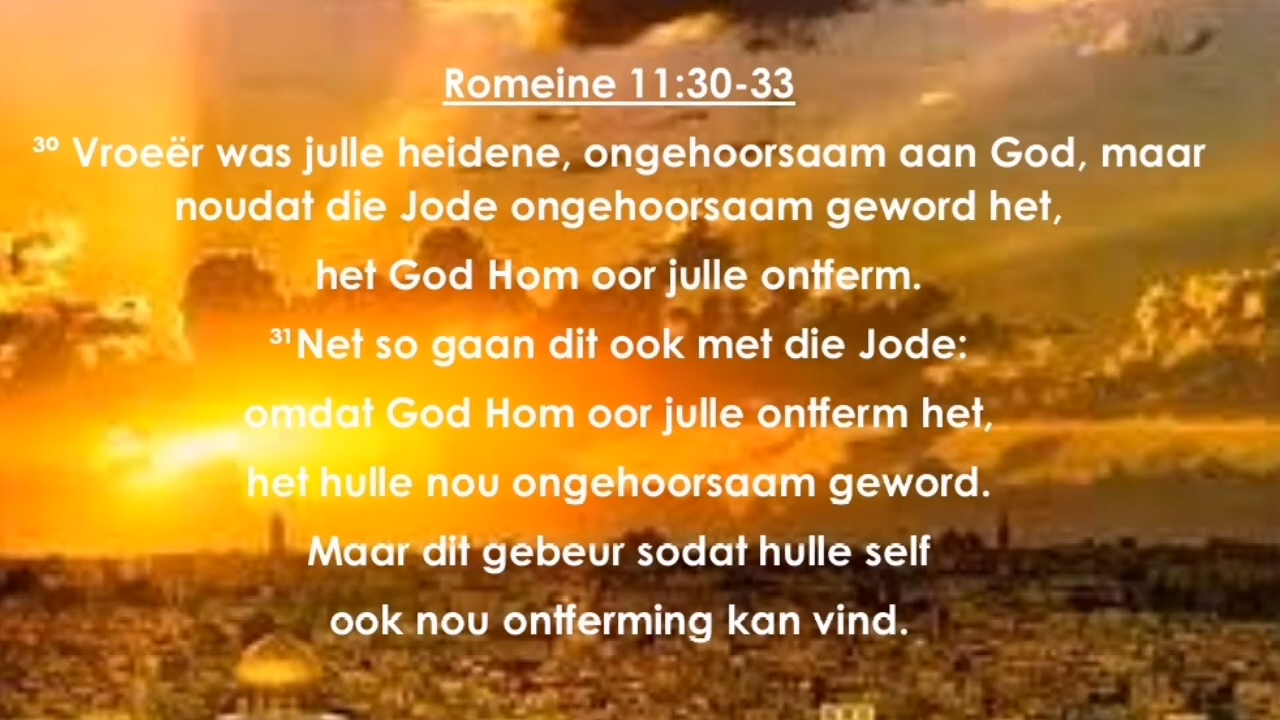 Romeine 11:30-33
³⁰ Vroeër was julle heidene, ongehoorsaam aan God, maar
noudat die Jode ongehoorsaam geword het,
het God Hom oor julle ontferm.
³¹ Net so gaan dit ook met die Jode:
omdat God Hom oor julle ontferm het,
het hulle nou ongehoorsaam geword.
Maar dit gebeur sodat hulle self
ook nou ontferming kan vind.